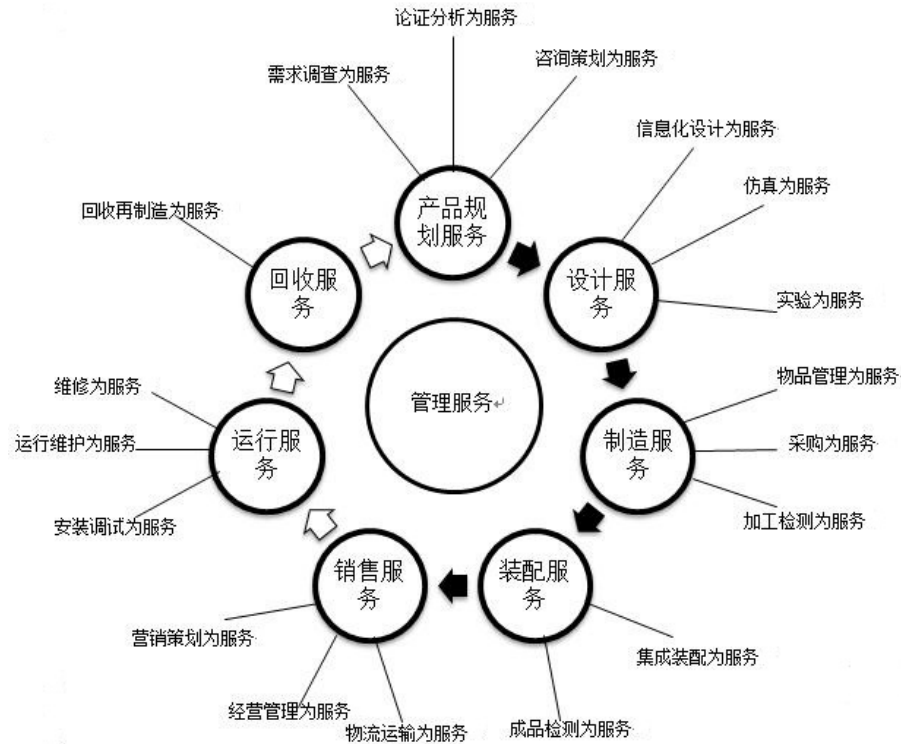 论证分析为服务
需求调查为服务
咨询策划为服务
信息化设计为服务
仿真为服务
实验为服务
回收再制造为服务
产品规
划服务
设计服
务
回收服
务
管理服务
物品管理为服务
采购为服务
加工检测为服务
制造服
务
维修为服务
运行维护为服务
安装调试为服务
运行服
务
销售服
务
装配服
务
营销策划为服务
经营管理为服务
物流运输为服务
成品检测为服务
集成装配为服务